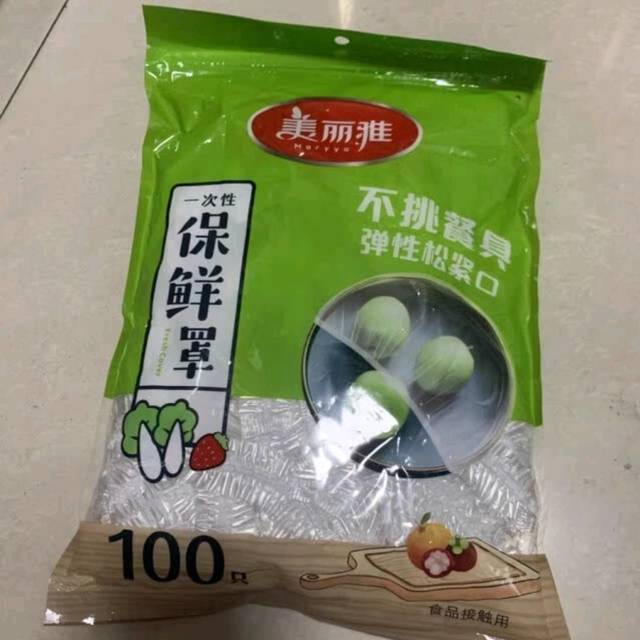 美丽雅
Maryya
一次性
保鲜罩
Fresh Cover
不挑餐具
弹性松紧口
100只
食品接触用